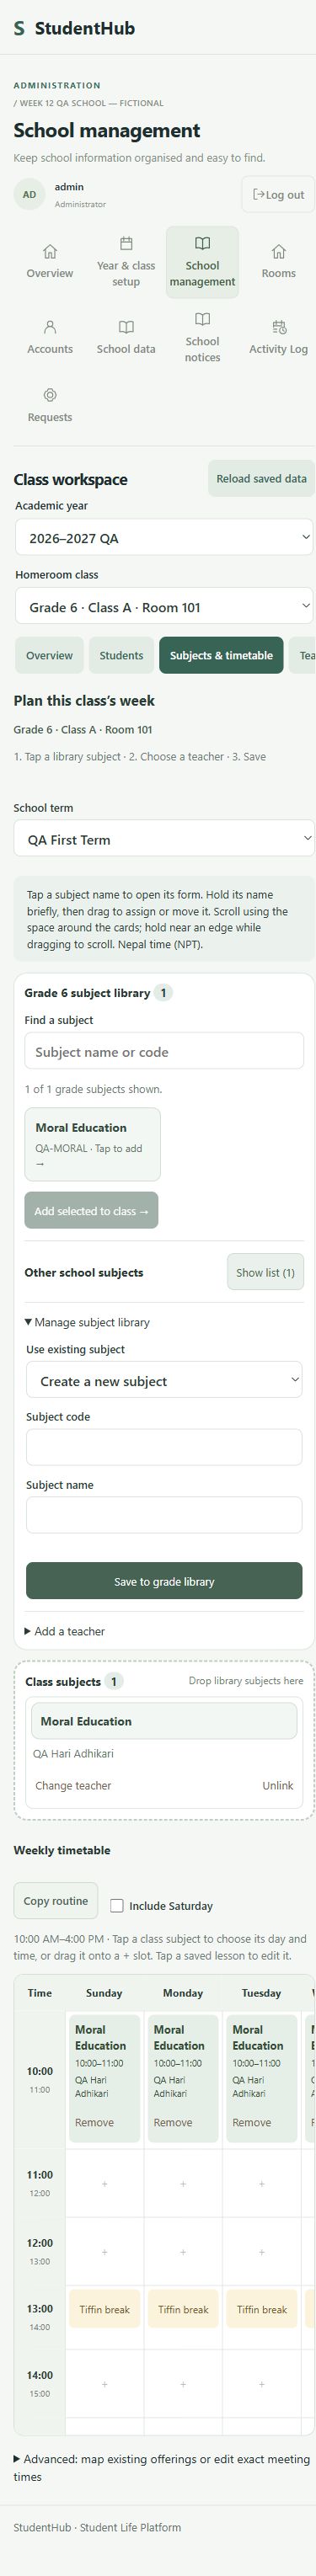 S StudentHub
ADMINISTRATION
/ WEEK 12 QA SCHOOL — FICTIONAL
School management
Keep school information organised and easy to find.
AD
admin
Administrator
Log out
Overview
Year & class
setup
School
management
Rooms
Accounts
School data
School
notices
Activity Log
Requests
Class workspace
Reload saved data
Academic year
2026–2027 QA
Homeroom class
Grade 6 · Class A · Room 101
Overview
Students
Subjects & timetable
Tea
Plan this class’s week
Grade 6 · Class A · Room 101
1. Tap a library subject · 2. Choose a teacher · 3. Save
School term
QA First Term
Tap a subject name to open its form. Hold its name
briefly, then drag to assign or move it. Scroll using the
space around the cards; hold near an edge while
dragging to scroll. Nepal time (NPT).
Grade 6 subject library 1
Find a subject
Subject name or code
1 of 1 grade subjects shown.
Moral Education
QA-MORAL · Tap to add
→
Add selected to class →
Other school subjects
Show list (1)
▼ Manage subject library
Use existing subject
Create a new subject
Subject code
Subject name
Save to grade library
▶ Add a teacher
Class subjects 1
Drop library subjects here
Moral Education
QA Hari Adhikari
Change teacher
Unlink
Weekly timetable
Copy routine
Include Saturday
10:00 AM–4:00 PM · Tap a class subject to choose its day and
time, or drag it onto a + slot. Tap a saved lesson to edit it.
Time Sunday Monday Tuesday
10:00
11:00
Moral
Education
10:00–11:00
QA Hari
Adhikari
Remove
Moral
Education
10:00–11:00
QA Hari
Adhikari
Remove
Moral
Education
10:00–11:00
QA Hari
Adhikari
Remove
11:00
12:00
+ + +
12:00
13:00
+ + +
13:00
14:00
Tiffin break Tiffin break Tiffin break
14:00
15:00
+ + +
▶ Advanced: map existing offerings or edit exact meeting
times
StudentHub · Student Life Platform